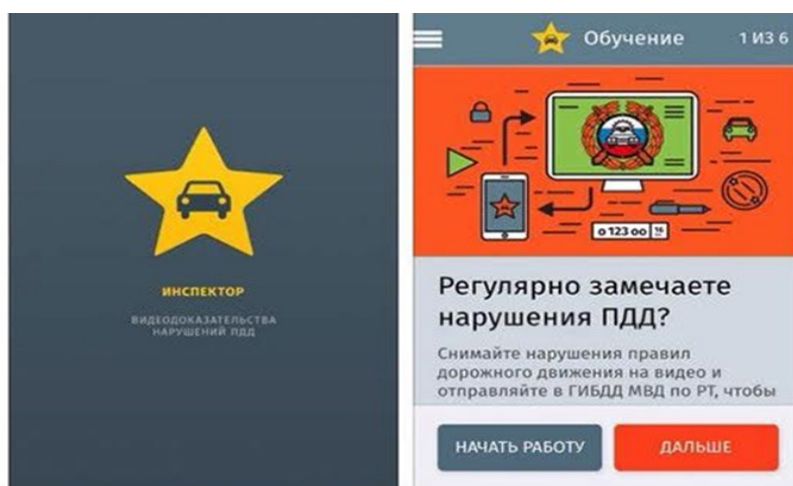 ИНСПЕКТОР
ВИДЕОДОКАЗАТЕЛЬСТВА
НАРУШЕНИЙ ПДД
Обучение
1 ИЗ 6
о 123 оо 16
Регулярно замечаете
нарушения ПДД?
Снимайте нарушения правил
дорожного движения на видео и
отправляйте в ГИБДД МВД по РТ, чтобы
НАЧАТЬ РАБОТУ
ДАЛЬШЕ